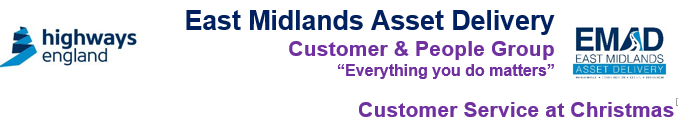 highways
england
East Midlands Asset Delivery
Customer & People Group
“Everything you do matters”
EMAD
EAST MIDLANDS
ASSET DELIVERY
Customer Service at Christmas